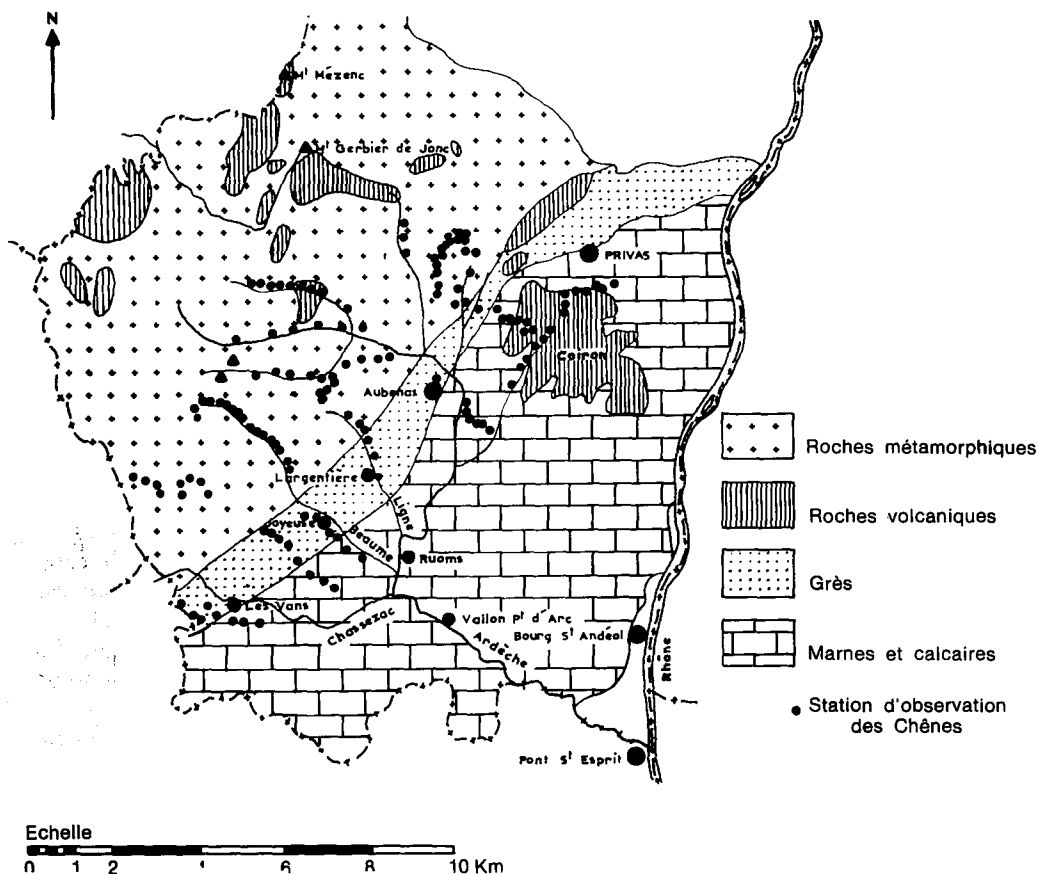 N
Mt Mézenc
Mt Gerbier de Jonc
PRIVAS
Coiron
Aubenas
Largentière
Ligne
Joyeuse
Beaume
Ruoms
Les Vans
Chassezac
Vallon Pt d'Arc
Ardèche
Bourg St Andéol
Rhône
Pont St Esprit
Roches métamorphiques
Roches volcaniques
Grès
Marnes et calcaires
Station d'observation
des Chênes
Echelle
0 1 2 4 6 8 10 Km